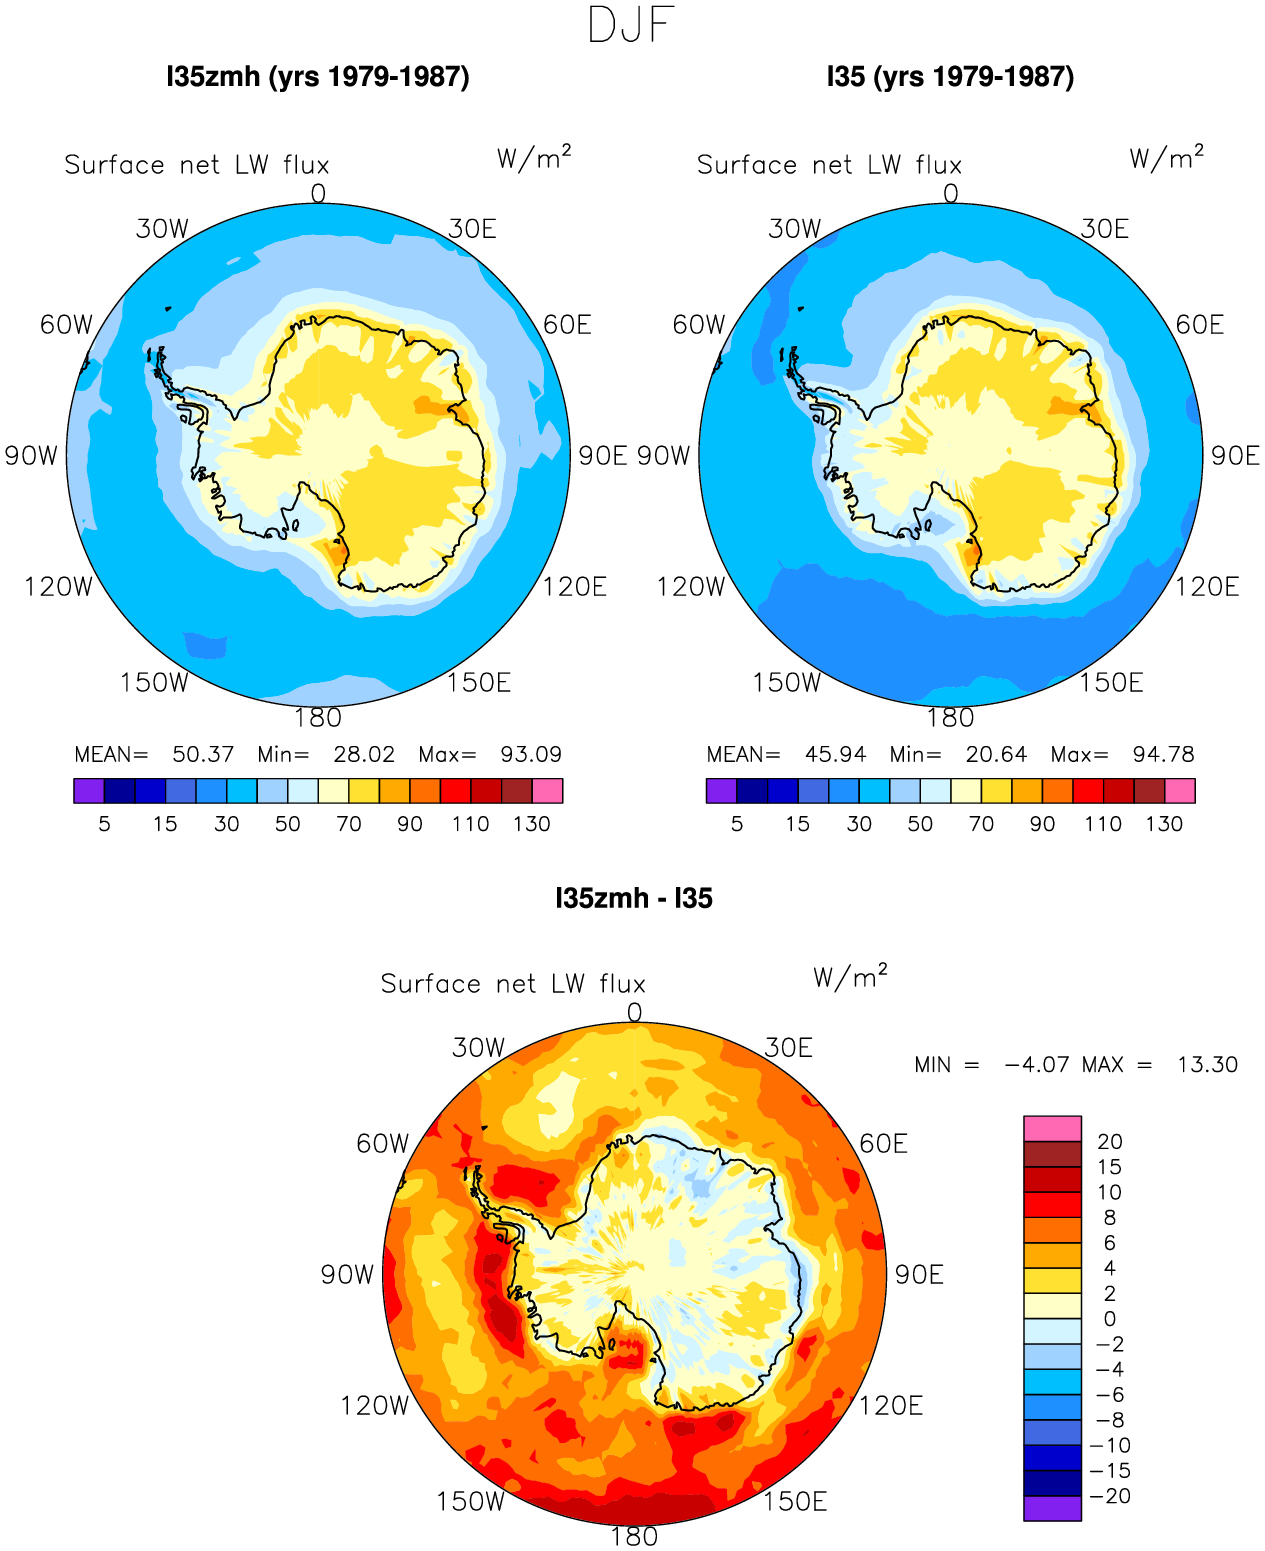 DJF
I35zmh (yrs 1979-1987)
I35 (yrs 1979-1987)
Surface net LW flux W/m²
0
30W 30E
60W 60E
90W 90E
120W 120E
150W 150E
180
MEAN= 50.37 Min= 28.02 Max= 93.09
5 15 30 50 70 90 110 130
Surface net LW flux W/m²
0
30W 30E
60W 60E
90W 90E
120W 120E
150W 150E
180
MEAN= 45.94 Min= 20.64 Max= 94.78
5 15 30 50 70 90 110 130
I35zmh - I35
Surface net LW flux W/m²
0
30W 30E
60W 60E
90W 90E
120W 120E
150W 150E
180
MIN = −4.07 MAX = 13.30
20
15
10
8
6
4
2
0
−2
−4
−6
−8
−10
−15
−20